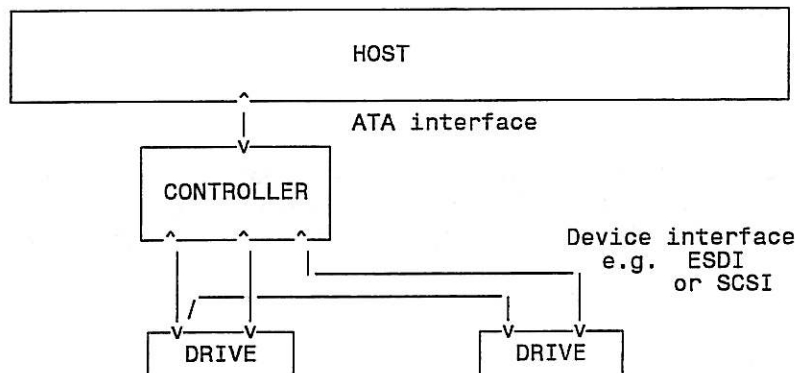 HOST
ATA interface
CONTROLLER
Device interface
e.g. ESDI
or SCSI
DRIVE
DRIVE